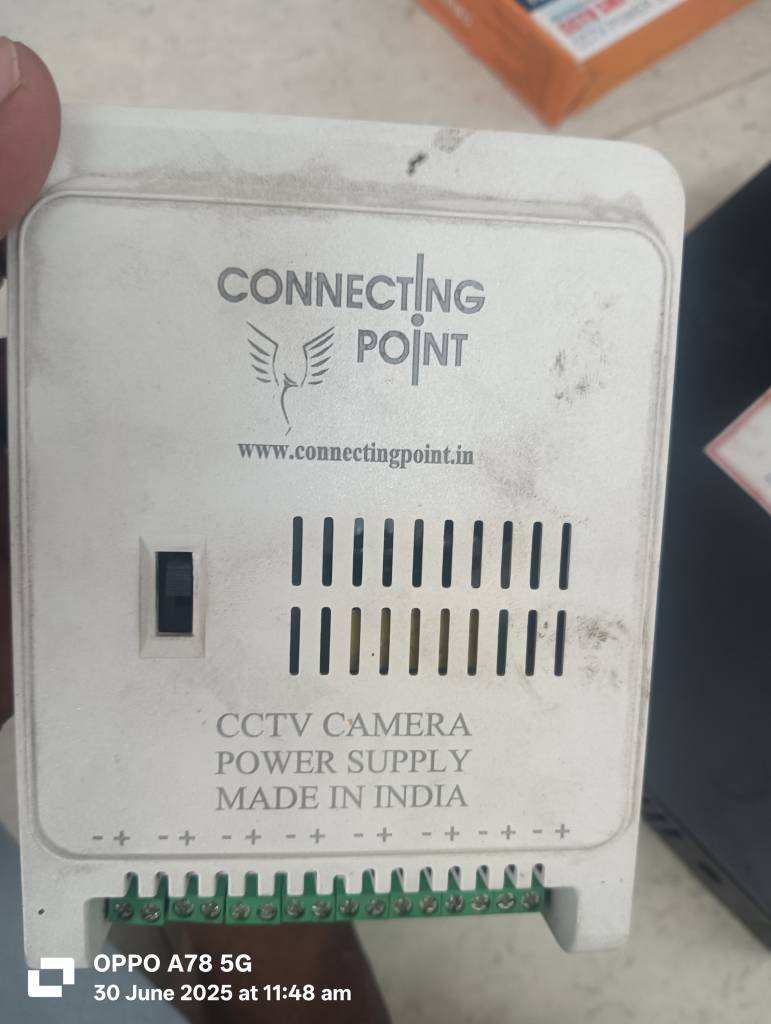 CONNECTING
POINT
www.connectingpoint.in
CCTV CAMERA
POWER SUPPLY
MADE IN INDIA
- + - + - + - + - + - + - + - +
OPPO A78 5G
30 June 2025 at 11:48 am